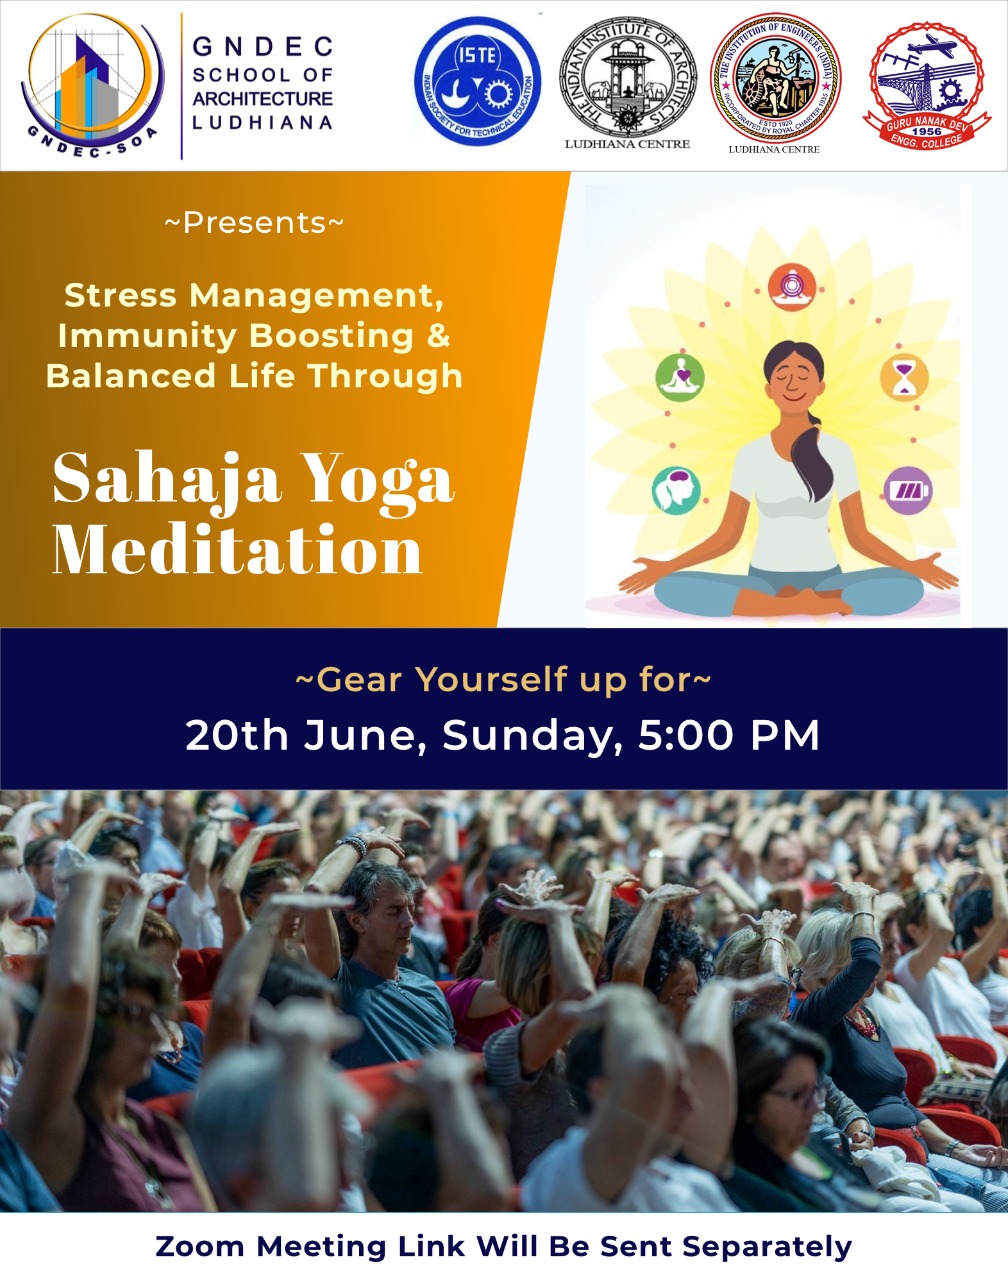 GNDEC-SOA
GNDEC
SCHOOL OF
ARCHITECTURE
LUDHIANA
ISTE
INDIAN SOCIETY FOR TECHNICAL EDUCATION
THE INDIAN INSTITUTE OF ARCHITECTS
LUDHIANA CENTRE
THE INSTITUTION OF ENGINEERS (INDIA)
ESTD 1920
INCORPORATED BY ROYAL CHARTER 1935
LUDHIANA CENTRE
GURU NANAK DEV
1956
ENGG. COLLEGE
~Presents~
Stress Management,
Immunity Boosting &
Balanced Life Through
Sahaja Yoga
Meditation
~Gear Yourself up for~
20th June, Sunday, 5:00 PM
Zoom Meeting Link Will Be Sent Separately